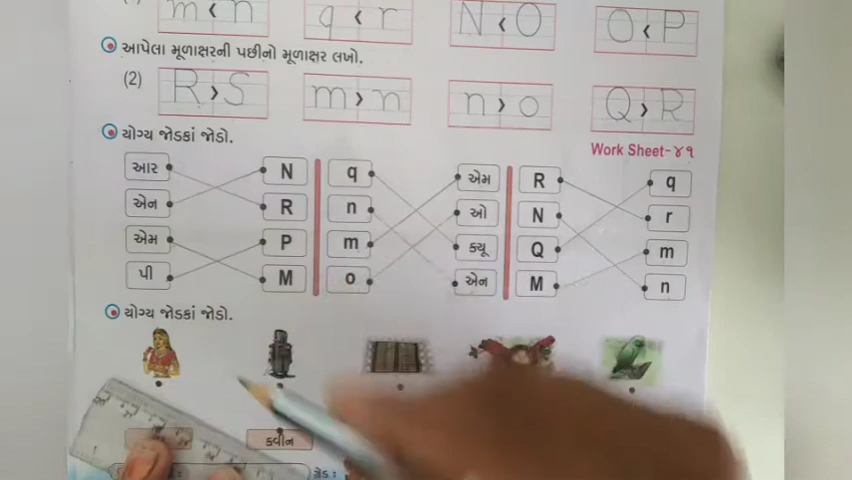 m < n q < r N < O O < P
આપેલા મૂળાક્ષરની પછીનો મૂળાક્ષર લખો.
(2) R > S m > n n > o Q > R
યોગ્ય જોડકાં જોડો.
Work Sheet-૪૧
આર N q એમ R q
એન R n ઓ N r
એમ P m ક્યૂ Q m
પી M o એન M n
યોગ્ય જોડકાં જોડો.
ક્વીન
ગ્રેડ :